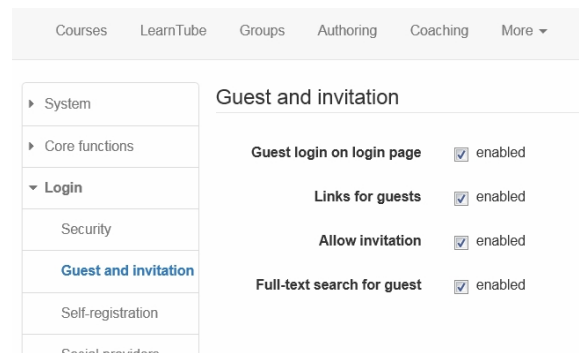 Courses LearnTube Groups Authoring Coaching More
System
Core functions
Login
Security
Guest and invitation
Self-registration
Social providers
Guest and invitation
Guest login on login page enabled
Links for guests enabled
Allow invitation enabled
Full-text search for guest enabled